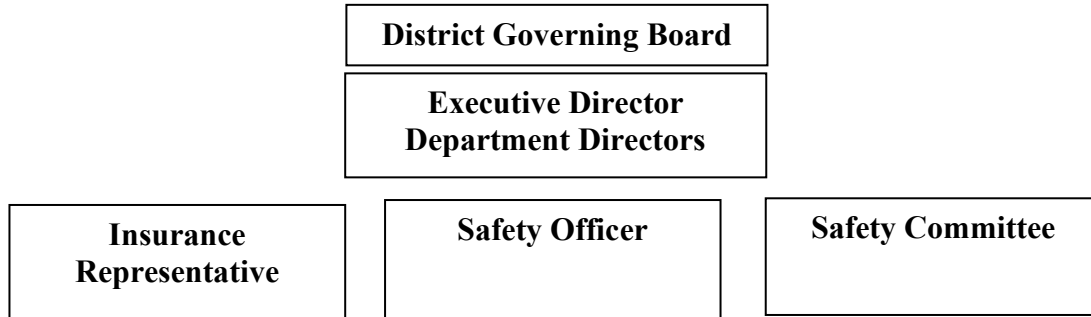 District Governing Board
Executive Director
Department Directors
Insurance
Representative
Safety Officer
Safety Committee